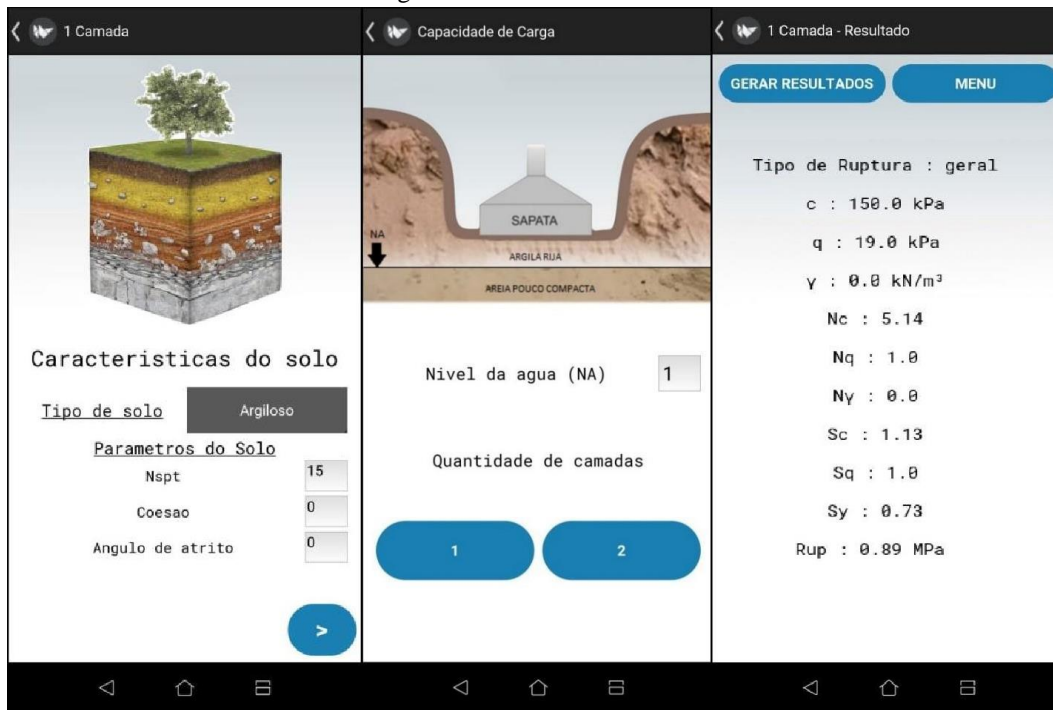 1 Camada
Caracteristicas do solo
Tipo de solo Argiloso
Parametros do Solo
Nspt 15
Coesao 0
Angulo de atrito 0
>
Capacidade de Carga
SAPATA
NA
ARGILA RIJA
AREIA POUCO COMPACTA
Nivel da agua (NA) 1
Quantidade de camadas
1 2
1 Camada - Resultado
GERAR RESULTADOS MENU
Tipo de Ruptura : geral
c : 150.0 kPa
q : 19.0 kPa
γ : 0.0 kN/m³
Nc : 5.14
Nq : 1.0
Nγ : 0.0
Sc : 1.13
Sq : 1.0
Sγ : 0.73
Rup : 0.89 MPa